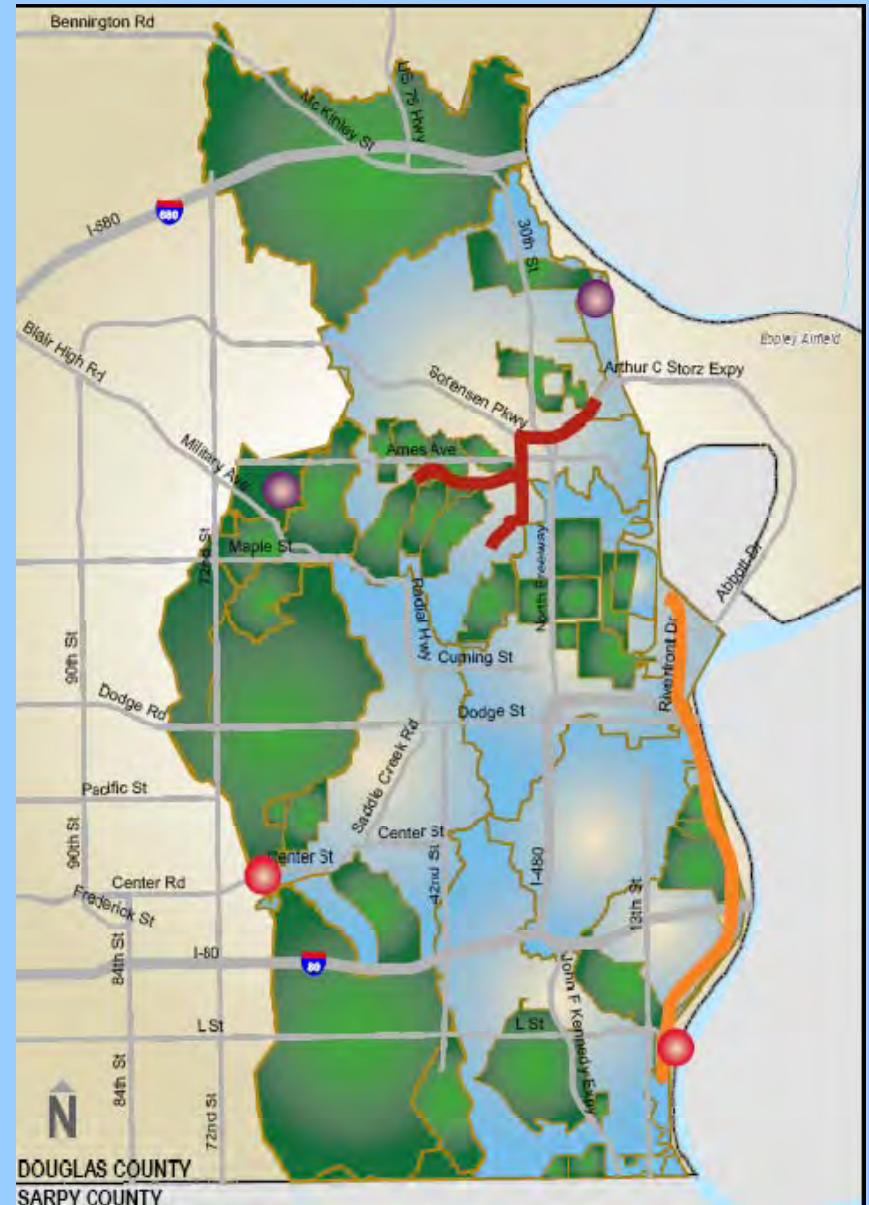 Bennington Rd
US 75 Hwy
McKinley St
I-680
680
30th St
Blair High Rd
Eppley Airfield
Arthur C Storz Expy
Sorensen Pkwy
Military Ave
Ames Ave
72nd St
Maple St
North Freeway
Abbott Dr
Radial Hwy
Riverfront Dr
90th St
Cuming St
Dodge Rd
Dodge St
Saddle Creek Rd
Pacific St
90th St
Center St
Center St
42nd St
I-480
Center Rd
Frederick St
13th St
84th St
I-80
80
John F Kennedy Expy
L St
L St
84th St
72nd St
N
DOUGLAS COUNTY
SARPY COUNTY